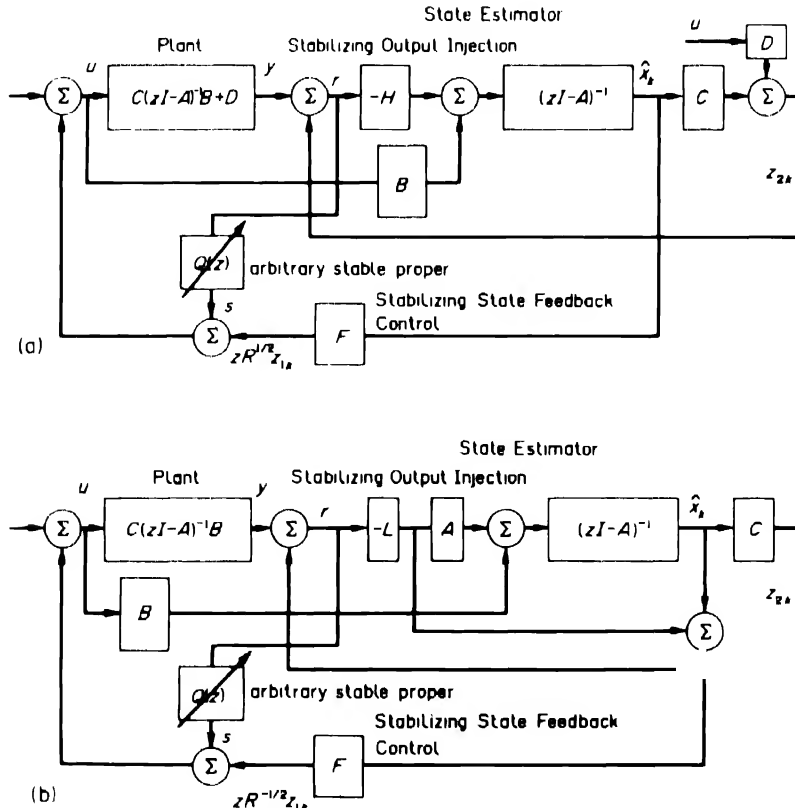 State Estimator
Plant
Stabilizing Output Injection
u
D
u
y
r
x̂ₖ
Σ
C(zI-A)⁻¹B+D
Σ
-H
Σ
(zI-A)⁻¹
C
Σ
B
z₂ₖ
Q(z)
arbitrary stable proper
s
Stabilizing State Feedback
Control
Σ
F
(a)
zR^1/2 z₁ₖ
State Estimator
Plant
Stabilizing Output Injection
u
y
r
x̂ₖ
Σ
C(zI-A)⁻¹B
Σ
-L
A
Σ
(zI-A)⁻¹
C
B
z₂ₖ
Σ
Q(z)
arbitrary stable proper
s
Stabilizing State Feedback
Control
Σ
F
(b)
zR^-1/2 z₁ₖ